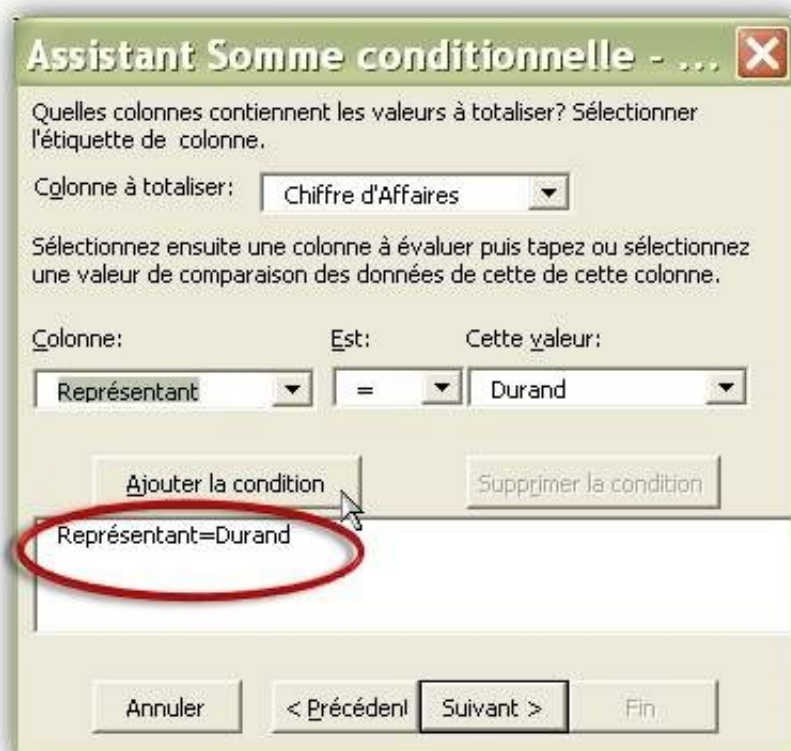 Assistant Somme conditionnelle - ...
Quelles colonnes contiennent les valeurs à totaliser? Sélectionner
l'étiquette de colonne.
Colonne à totaliser: Chiffre d'Affaires
Sélectionnez ensuite une colonne à évaluer puis tapez ou sélectionnez
une valeur de comparaison des données de cette de cette colonne.
Colonne: Est: Cette valeur:
Représentant = Durand
Ajouter la condition Supprimer la condition
Représentant=Durand
Annuler < Précédent Suivant > Fin